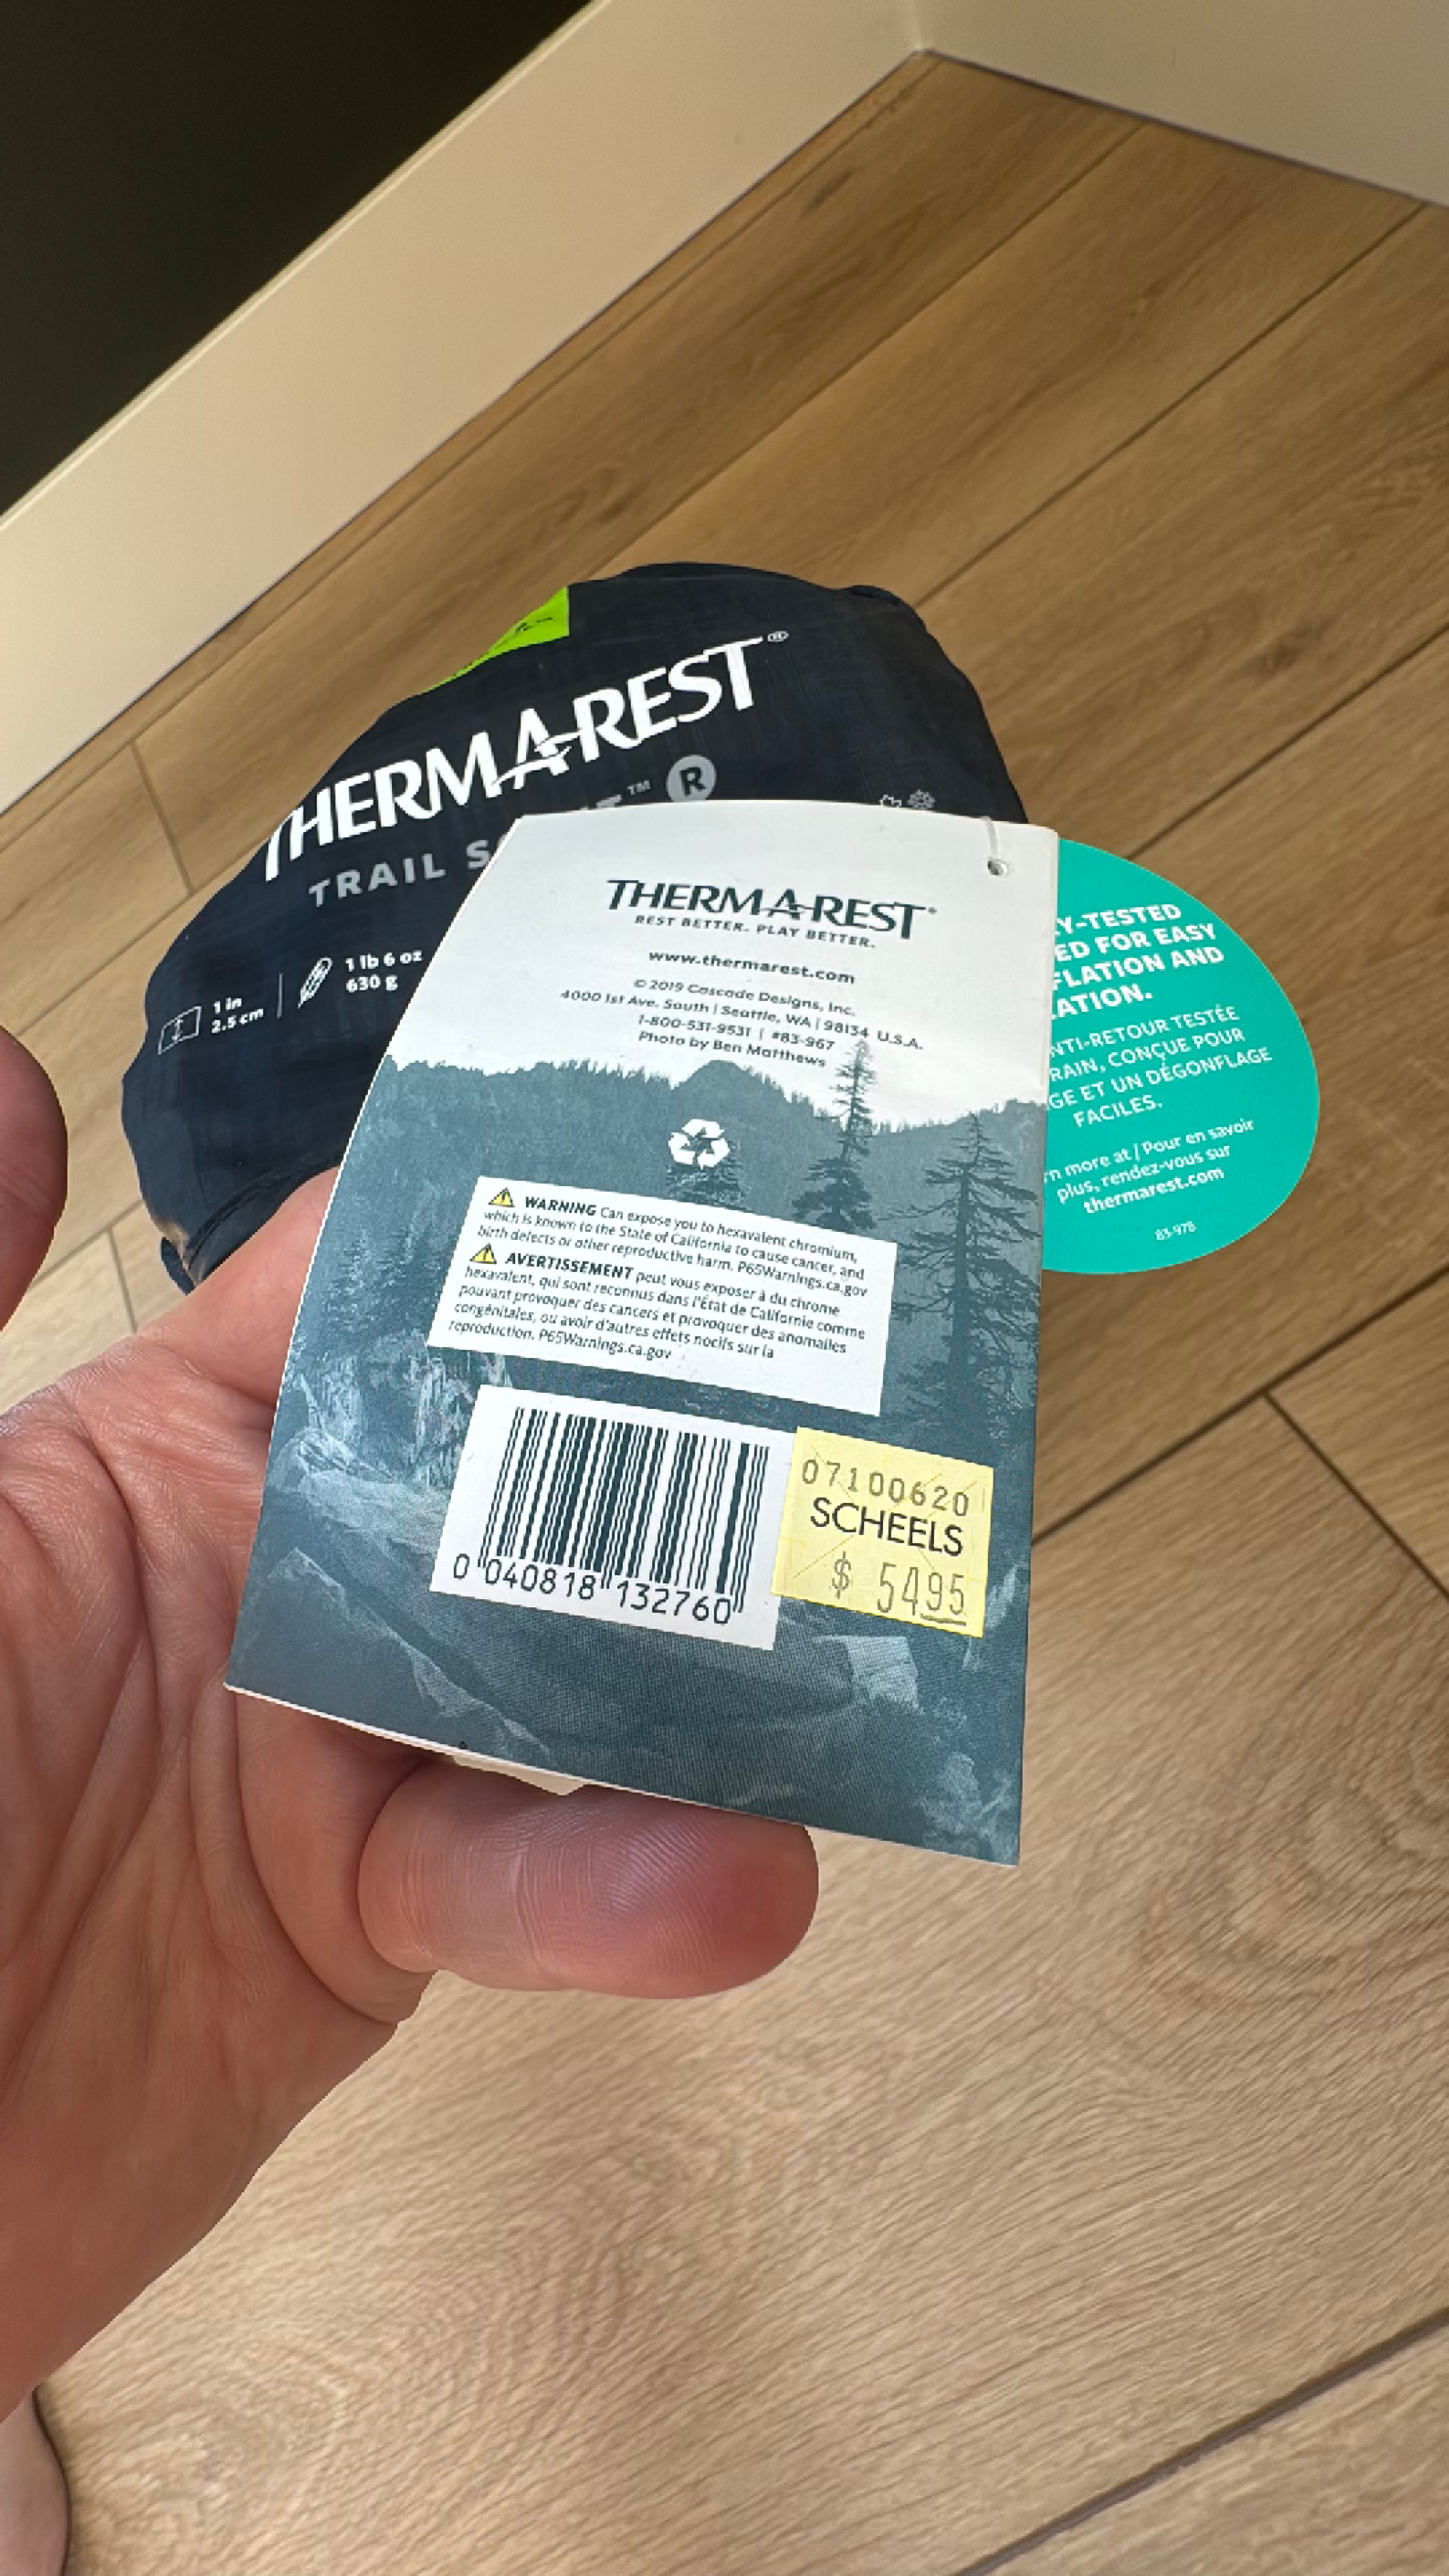 THERMAREST®
TRAIL
™ R
1 in
2.5 cm
1 lb 6 oz
630 g
THERMAREST®
REST BETTER. PLAY BETTER.
www.thermarest.com
© 2019 Cascade Designs, Inc.
4000 1st Ave. South | Seattle, WA | 98134 U.S.A.
1-800-531-9531 | #83-967
Photo by Ben Matthews
WARNING Can expose you to hexavalent chromium,
which is known to the State of California to cause cancer, and
birth defects or other reproductive harm. P65Warnings.ca.gov
AVERTISSEMENT peut vous exposer à du chrome
hexavalent, qui sont reconnus dans l'État de Californie comme
pouvant provoquer des cancers et provoquer des anomalies
congénitales, ou avoir d'autres effets nocifs sur la
reproduction. P65Warnings.ca.gov
0 040818 132760
07100620
SCHEELS
$ 5495
Y-TESTED
ED FOR EASY
FLATION AND
ATION.
NTI-RETOUR TESTÉE
RAIN, CONÇUE POUR
GE ET UN DÉGONFLAGE
FACILES.
n more at | Pour en savoir
plus, rendez-vous sur
thermarest.com
83-978